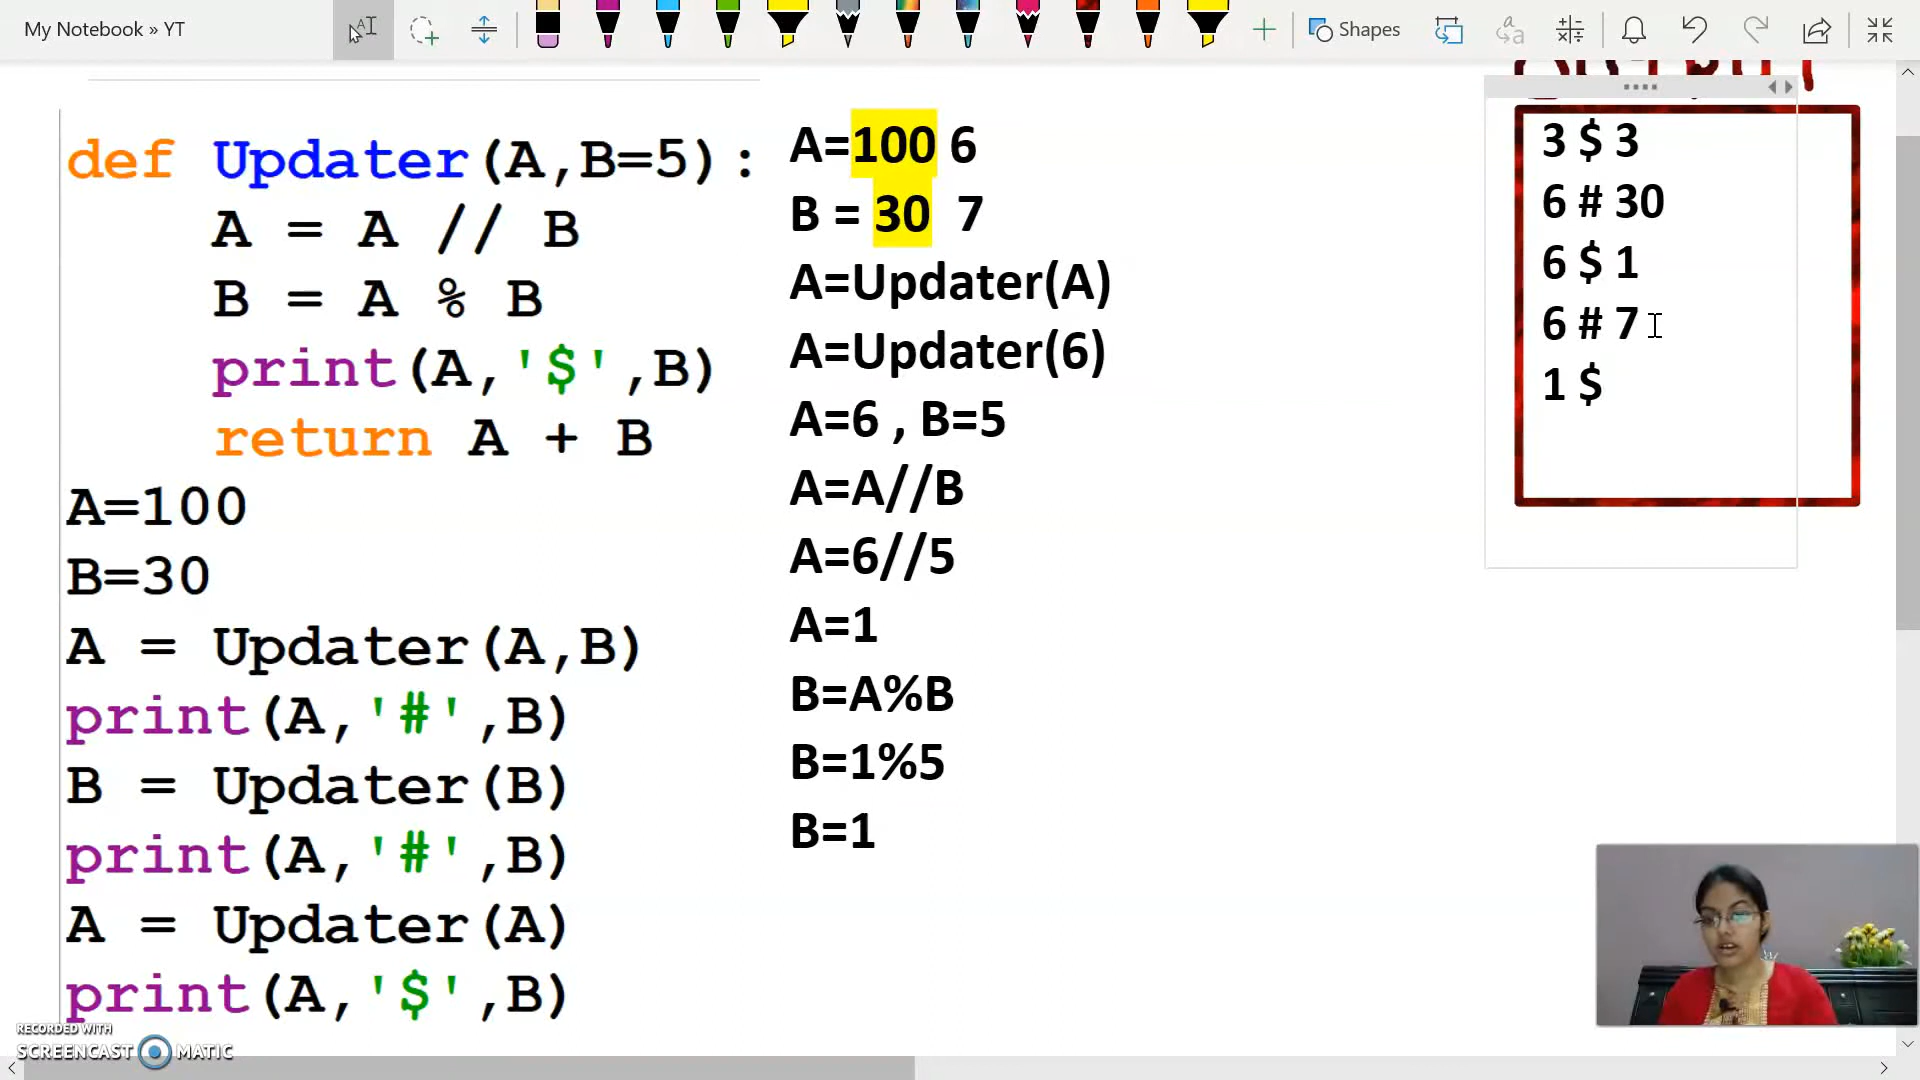 My Notebook » YT
Shapes
def Updater(A,B=5):
A = A // B
B = A % B
print(A,'$',B)
return A + B
A=100
B=30
A = Updater(A,B)
print(A,'#',B)
B = Updater(B)
print(A,'#',B)
A = Updater(A)
print(A,'$',B)
A=100 6
B = 30 7
A=Updater(A)
A=Updater(6)
A=6 , B=5
A=A//B
A=6//5
A=1
B=A%B
B=1%5
B=1
3 $ 3
6 # 30
6 $ 1
6 # 7
1 $
RECORDED WITH
SCREENCAST MATIC